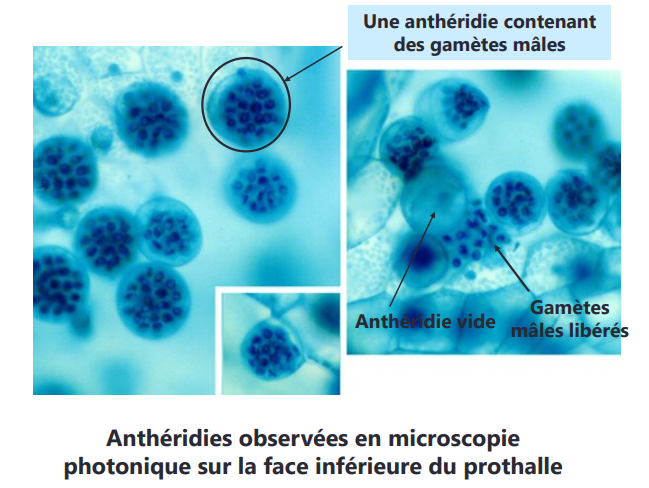 Une anthéridie contenant
des gamètes mâles
Anthéridie vide
Gamètes
mâles libérés
Anthéridies observées en microscopie
photonique sur la face inférieure du prothalle